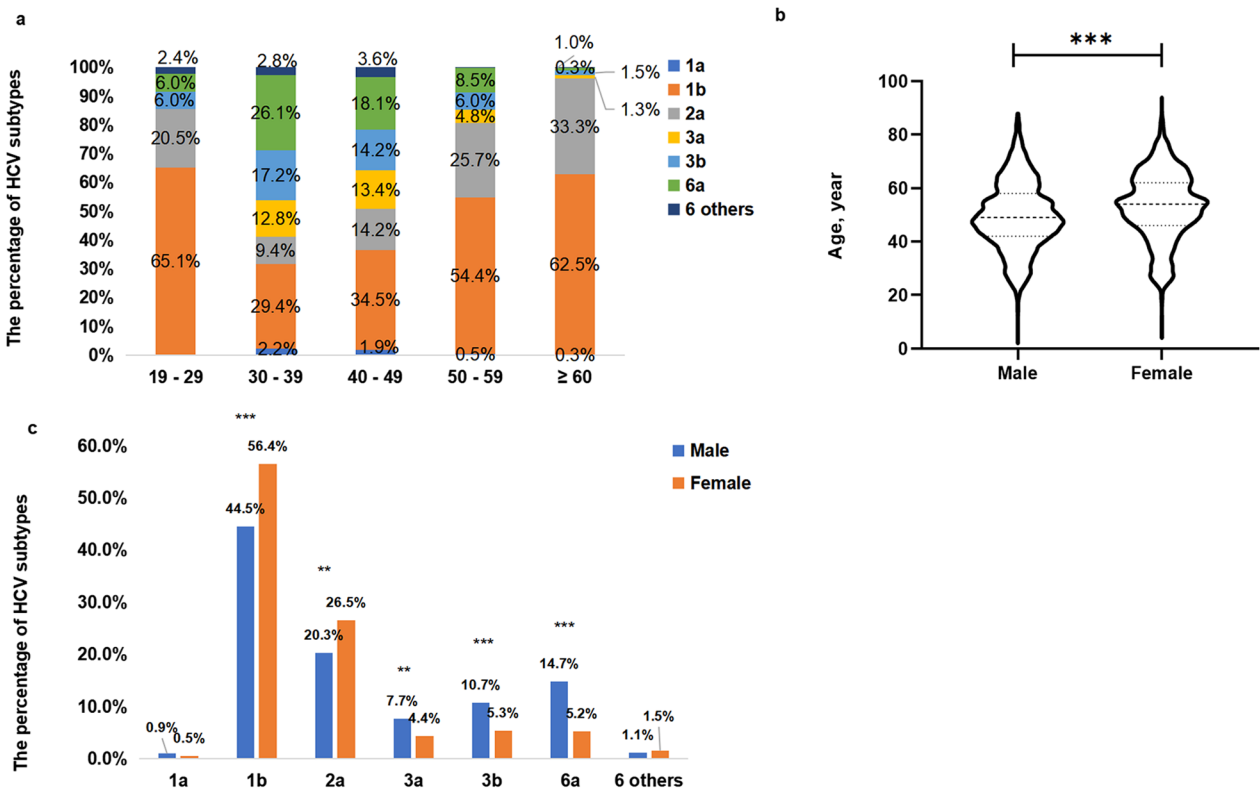 a
The percentage of HCV subtypes
100%
90%
80%
70%
60%
50%
40%
30%
20%
10%
0%
2.4%
6.0%
6.0%
20.5%
65.1%
2.8%
26.1%
17.2%
12.8%
9.4%
29.4%
2.2%
3.6%
18.1%
14.2%
13.4%
14.2%
34.5%
1.9%
8.5%
6.0%
4.8%
25.7%
54.4%
0.5%
1.0%
0.3%
1.5%
1.3%
33.3%
62.5%
0.3%
19 - 29
30 - 39
40 - 49
50 - 59
≥ 60
1a
1b
2a
3a
3b
6a
6 others
b
***
Age, year
100
80
60
40
20
0
Male
Female
c
The percentage of HCV subtypes
60.0%
50.0%
40.0%
30.0%
20.0%
10.0%
0.0%
0.9%
0.5%
***
44.5%
56.4%
**
20.3%
26.5%
**
7.7%
4.4%
***
10.7%
5.3%
***
14.7%
5.2%
1.1%
1.5%
1a
1b
2a
3a
3b
6a
6 others
Male
Female